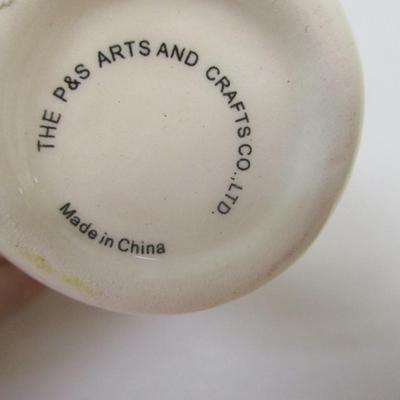 THE P&S ARTS AND CRAFTS CO.,LTD.
Made in China